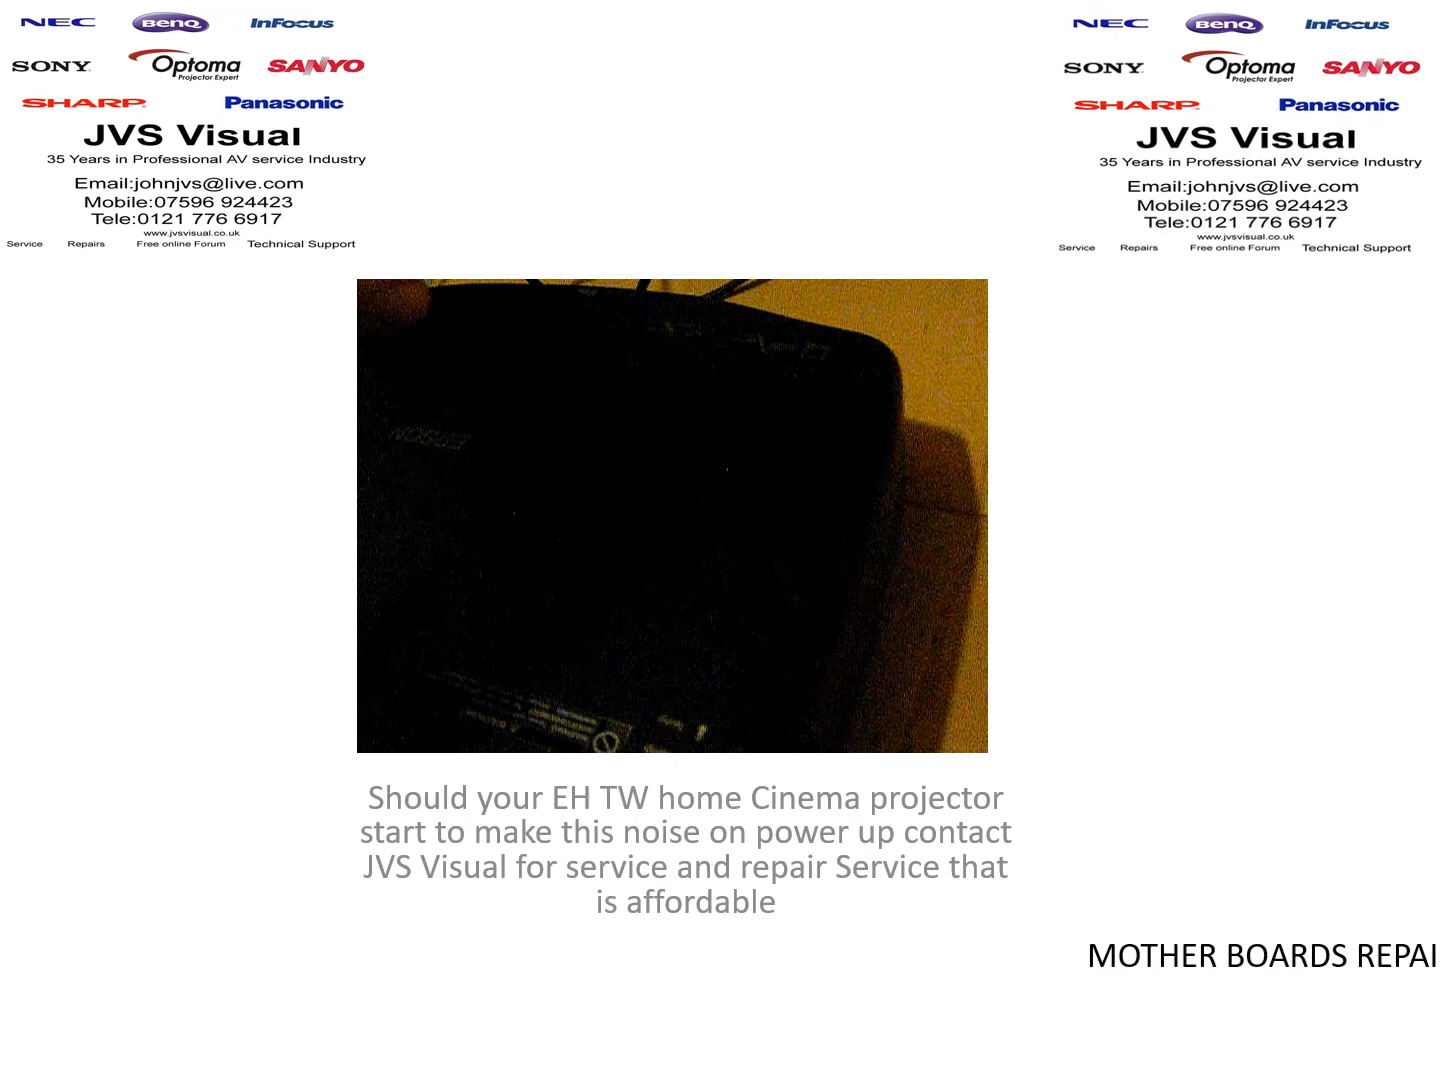 NEC BenQ InFocus
SONY Optoma SANYO
Projector Expert
SHARP Panasonic
JVS Visual
35 Years in Professional AV service Industry
Email:johnjvs@live.com
Mobile:07596 924423
Tele:0121 776 6917
www.jvsvisual.co.uk
Service Repairs Free online Forum Technical Support
NEC BenQ InFocus
SONY Optoma SANYO
Projector Expert
SHARP Panasonic
JVS Visual
35 Years in Professional AV service Industry
Email:johnjvs@live.com
Mobile:07596 924423
Tele:0121 776 6917
www.jvsvisual.co.uk
Service Repairs Free online Forum Technical Support
EPSON
Should your EH TW home Cinema projector
start to make this noise on power up contact
JVS Visual for service and repair Service that
is affordable
MOTHER BOARDS REPAI